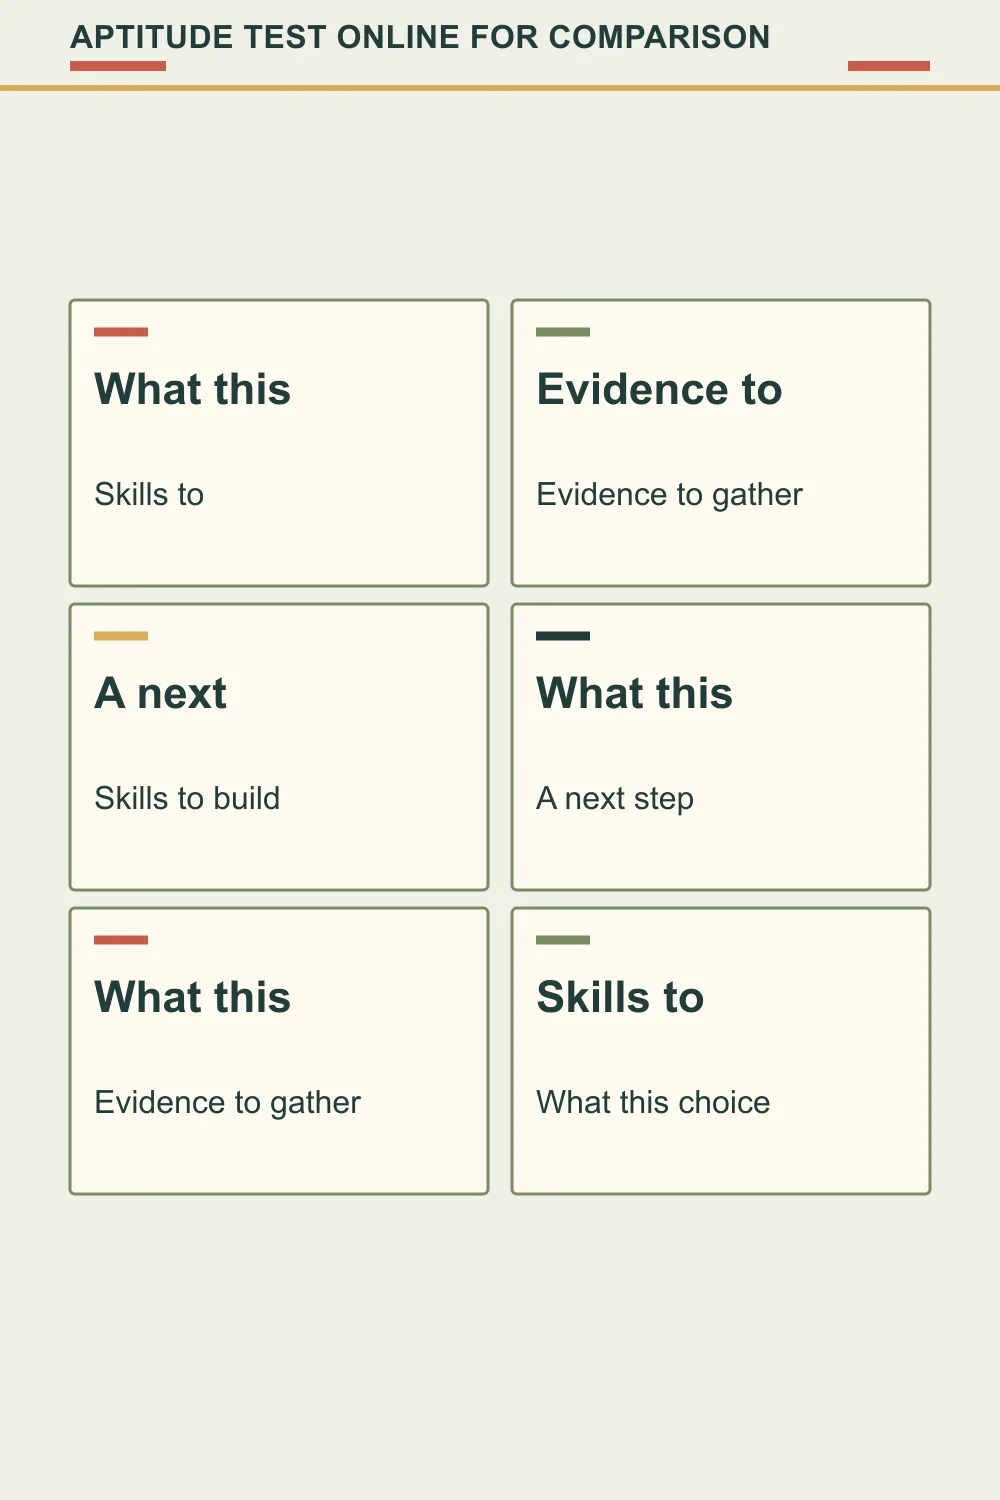 APTITUDE TEST ONLINE FOR COMPARISON
What this
Skills to
Evidence to
Evidence to gather
A next
Skills to build
What this
A next step
What this
Evidence to gather
Skills to
What this choice